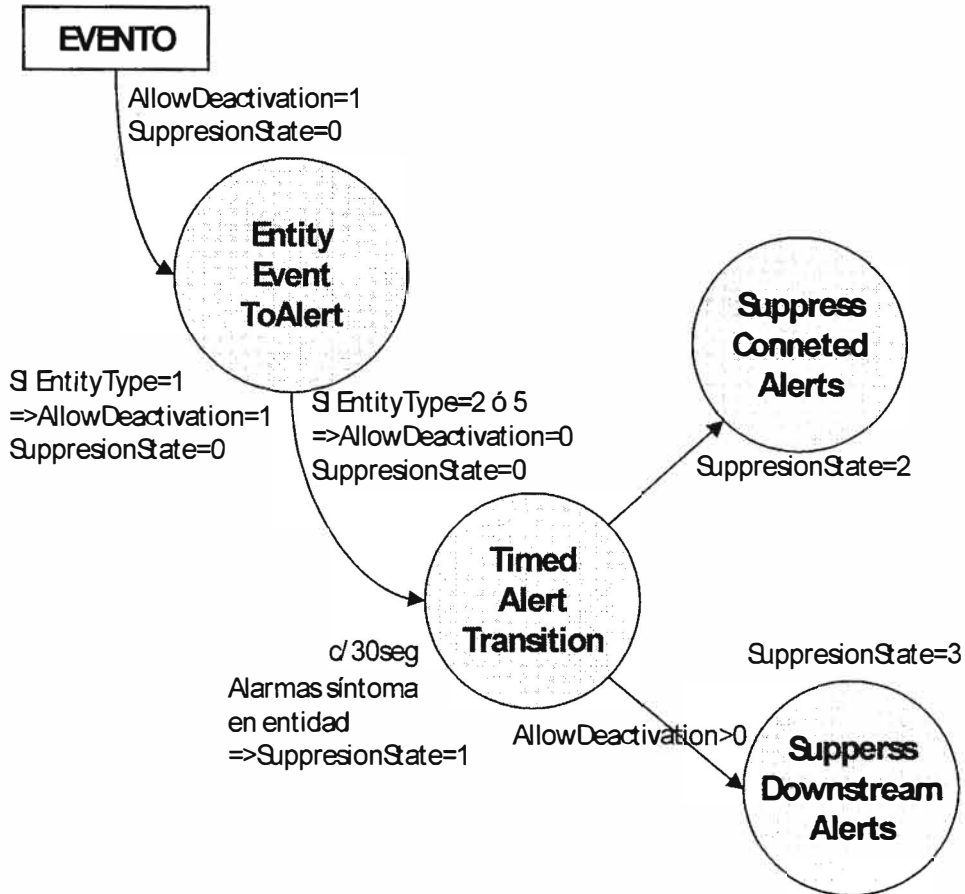 EVENTO
AllowDeactivation=1
SuppresionState=0
Entity
Event
ToAlert
SI EntityType=1
=>AllowDeactivation=1
SuppresionState=0
SI EntityType=2 ó 5
=>AllowDeactivation=0
SuppresionState=0
Suppress
Conneted
Alerts
SuppresionState=2
Timed
Alert
Transition
c/30seg
Alarmas síntoma
en entidad
=>SuppresionState=1
SuppresionState=3
AllowDeactivation>0
Supperss
Downstream
Alerts